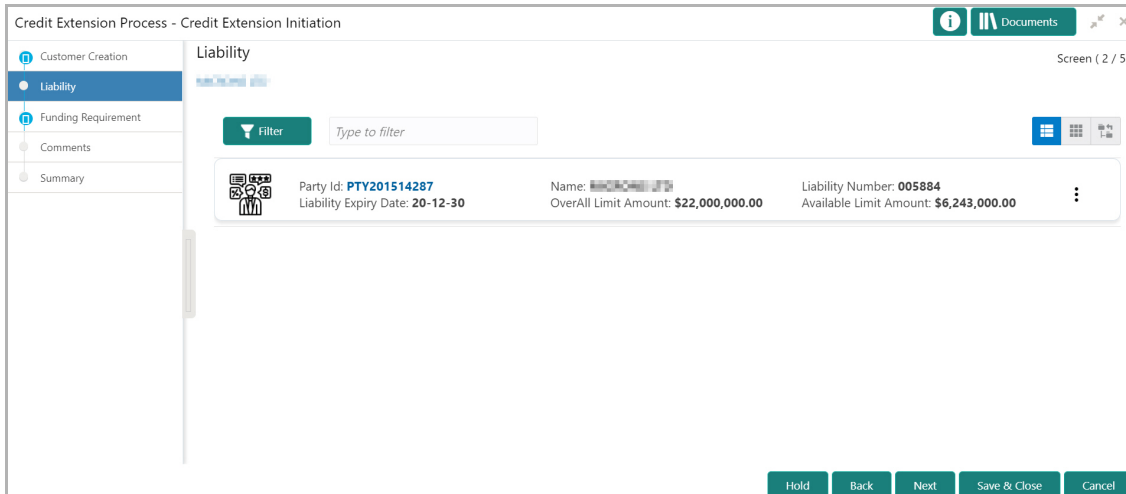 Credit Extension Process - Credit Extension Initiation
Documents
Customer Creation
Liability
Funding Requirement
Comments
Summary
Liability
Screen ( 2 / 5
Filter
Type to filter
Party Id: PTY201514287 Name: Liability Number: 005884
Liability Expiry Date: 20-12-30 OverAll Limit Amount: $22,000,000.00 Available Limit Amount: $6,243,000.00
Hold Back Next Save & Close Cancel